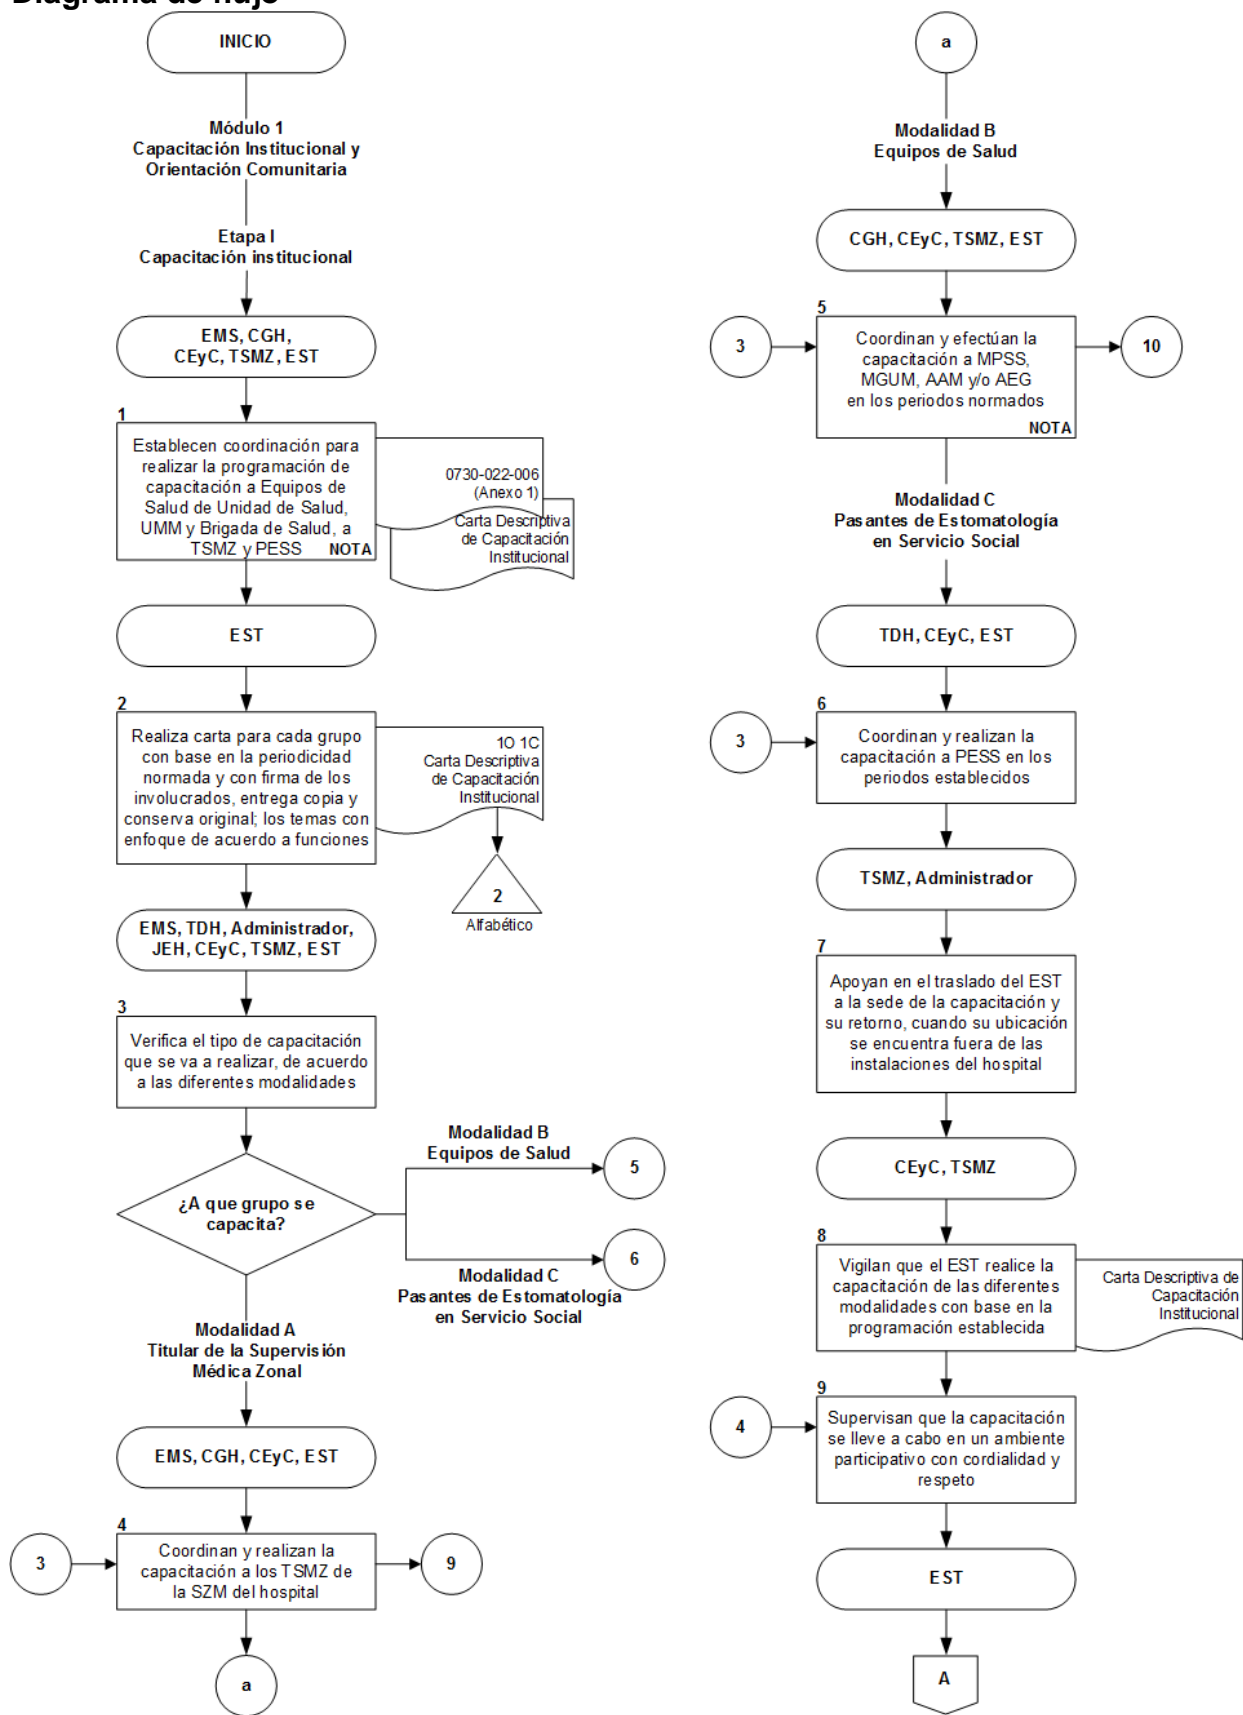 Diagrama de flujo
INICIO
Módulo 1
Capacitación Institucional y
Orientación Comunitaria
Etapa I
Capacitación institucional
EMS, CGH,
CEyC, TSMZ, EST
1
Establecen coordinación para
realizar la programación de
capacitación a Equipos de
Salud de Unidad de Salud,
UMM y Brigada de Salud, a
TSMZ y PESS
NOTA
0730-022-006
(Anexo 1)
Carta Descriptiva
de Capacitación
Institucional
EST
2
Realiza carta para cada grupo
con base en la periodicidad
normada y con firma de los
involucrados, entrega copia y
conserva original; los temas con
enfoque de acuerdo a funciones
1O 1C
Carta Descriptiva
de Capacitación
Institucional
2
Alfabético
EMS, TDH, Administrador,
JEH, CEyC, TSMZ, EST
3
Verifica el tipo de capacitación
que se va a realizar, de acuerdo
a las diferentes modalidades
¿A que grupo se
capacita?
Modalidad B
Equipos de Salud
5
6
Modalidad C
Pasantes de Estomatología
en Servicio Social
Modalidad A
Titular de la Supervisión
Médica Zonal
EMS, CGH, CEyC, EST
4
3
Coordinan y realizan la
capacitación a los TSMZ de
la SZM del hospital
9
a
a
Modalidad B
Equipos de Salud
CGH, CEyC, TSMZ, EST
5
3
Coordinan y efectúan la
capacitación a MPSS,
MGUM, AAM y/o AEG
en los periodos normados
NOTA
10
Modalidad C
Pasantes de Estomatología
en Servicio Social
TDH, CEyC, EST
6
3
Coordinan y realizan la
capacitación a PESS en los
periodos establecidos
TSMZ, Administrador
7
Apoyan en el traslado del EST
a la sede de la capacitación y
su retorno, cuando su ubicación
se encuentra fuera de las
instalaciones del hospital
CEyC, TSMZ
8
Vigilan que el EST realice la
capacitación de las diferentes
modalidades con base en la
programación establecida
Carta Descriptiva de
Capacitación
Institucional
9
4
Supervisan que la capacitación
se lleve a cabo en un ambiente
participativo con cordialidad y
respeto
EST
A